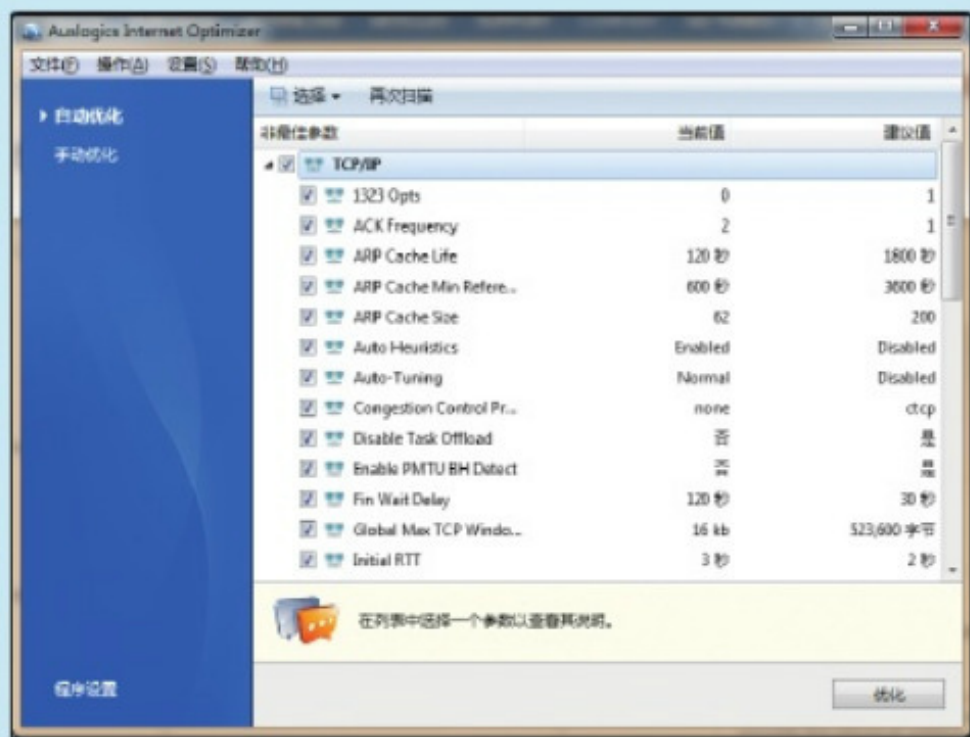 Auslogics Internet Optimizer
文件(F) 操作(A) 设置(S) 帮助(H)
自动优化
手动优化
选择 再次扫描
非最佳参数 当前值 建议值
TCP/IP
1323 Opts 0 1
ACK Frequency 2 1
ARP Cache Life 120 秒 1800 秒
ARP Cache Min Refere... 600 秒 3600 秒
ARP Cache Size 62 200
Auto Heuristics Enabled Disabled
Auto-Tuning Normal Disabled
Congestion Control Pr... none ctcp
Disable Task Offload 否 是
Enable PMTU BH Detect 否 是
Fin Wait Delay 120 秒 30 秒
Global Max TCP Windo... 16 kb 523,600 字节
Initial RTT 3 秒 2 秒
在列表中选择一个参数以查看其说明。
程序设置
优化